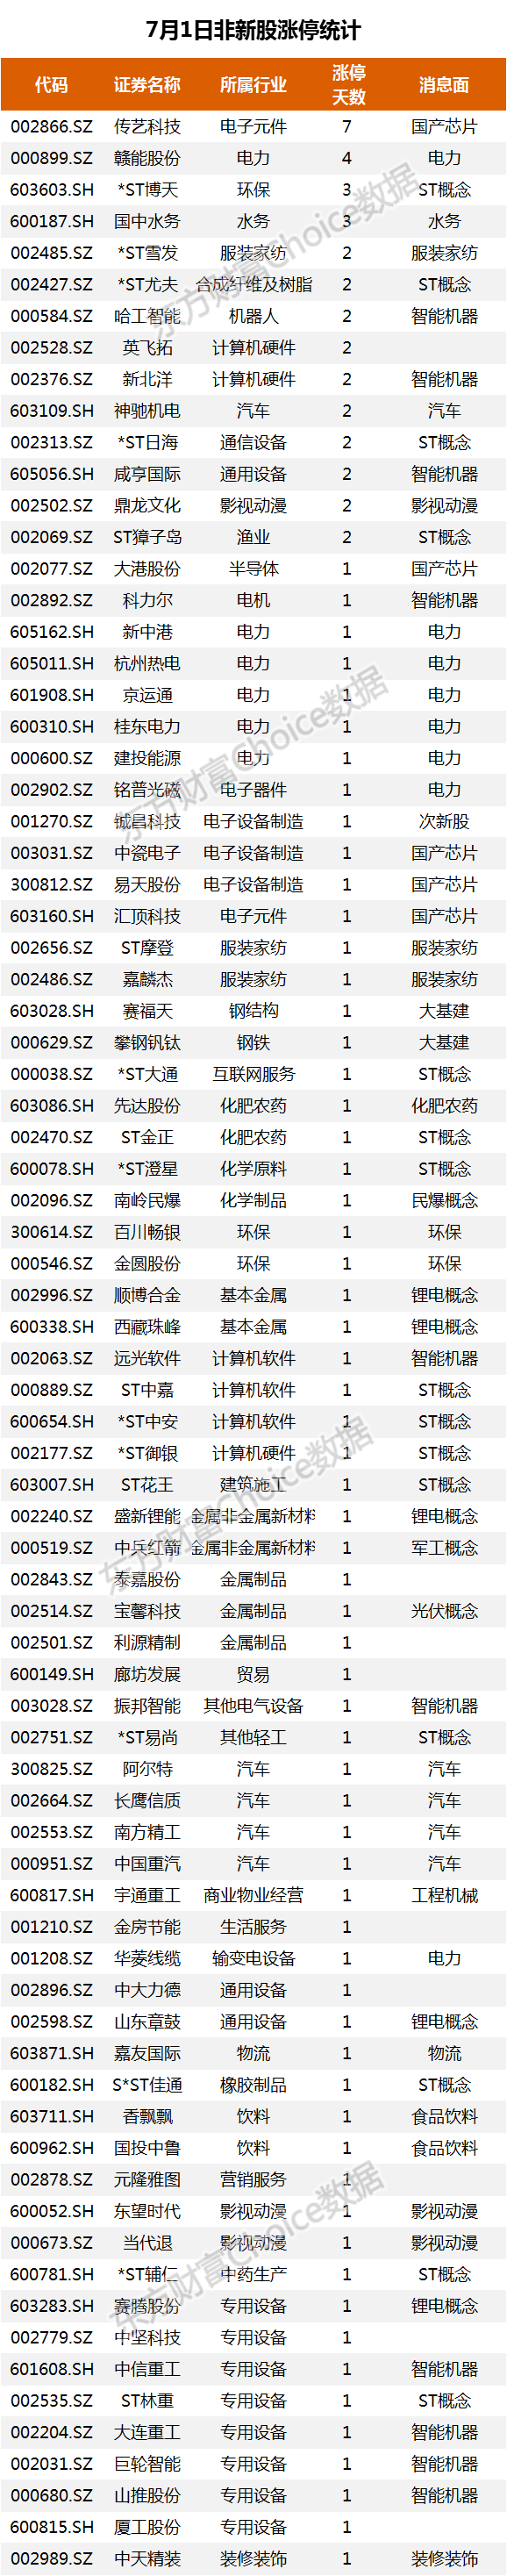 7月1日非新股涨停统计
代码 证券名称 所属行业 涨停天数 消息面
002866.SZ 传艺科技 电子元件 7 国产芯片
000899.SZ 赣能股份 电力 4 电力
603603.SH *ST博天 环保 3 ST概念
600187.SH 国中水务 水务 3 水务
002485.SZ *ST雪发 服装家纺 2 服装家纺
002427.SZ *ST尤夫 合成纤维及树脂 2 ST概念
000584.SZ 哈工智能 机器人 2 智能机器
002528.SZ 英飞拓 计算机硬件 2
002376.SZ 新北洋 计算机硬件 2 智能机器
603109.SH 神驰机电 汽车 2 汽车
002313.SZ *ST日海 通信设备 2 ST概念
605056.SH 咸亨国际 通用设备 2 智能机器
002502.SZ 鼎龙文化 影视动漫 2 影视动漫
002069.SZ ST獐子岛 渔业 2 ST概念
002077.SZ 大港股份 半导体 1 国产芯片
002892.SZ 科力尔 电机 1 智能机器
605162.SH 新中港 电力 1 电力
605011.SH 杭州热电 电力 1 电力
601908.SH 京运通 电力 1 电力
600310.SH 桂东电力 电力 1 电力
000600.SZ 建投能源 电力 1 电力
002902.SZ 铭普光磁 电子器件 1 电力
001270.SZ 铖昌科技 电子设备制造 1 次新股
003031.SZ 中瓷电子 电子设备制造 1 国产芯片
300812.SZ 易天股份 电子设备制造 1 国产芯片
603160.SH 汇顶科技 电子元件 1 国产芯片
002656.SZ ST摩登 服装家纺 1 服装家纺
002486.SZ 嘉麟杰 服装家纺 1 服装家纺
603028.SH 赛福天 钢结构 1 大基建
000629.SZ 攀钢钒钛 钢铁 1 大基建
000038.SZ *ST大通 互联网服务 1 ST概念
603086.SH 先达股份 化肥农药 1 化肥农药
002470.SZ ST金正 化肥农药 1 ST概念
600078.SH *ST澄星 化学原料 1 ST概念
002096.SZ 南岭民爆 化学制品 1 民爆概念
300614.SZ 百川畅银 环保 1 环保
000546.SZ 金圆股份 环保 1 环保
002996.SZ 顺博合金 基本金属 1 锂电概念
600338.SH 西藏珠峰 基本金属 1 锂电概念
002063.SZ 远光软件 计算机软件 1 智能机器
000889.SZ ST中嘉 计算机软件 1 ST概念
600654.SH *ST中安 计算机软件 1 ST概念
002177.SZ *ST御银 计算机硬件 1 ST概念
603007.SH ST花王 建筑施工 1 ST概念
002240.SZ 盛新锂能 金属非金属新材料 1 锂电概念
000519.SZ 中兵红箭 金属非金属新材料 1 军工概念
002843.SZ 泰嘉股份 金属制品 1
002514.SZ 宝馨科技 金属制品 1 光伏概念
002501.SZ 利源精制 金属制品 1
600149.SH 廊坊发展 贸易 1
003028.SZ 振邦智能 其他电气设备 1 智能机器
002751.SZ *ST易尚 其他轻工 1 ST概念
300825.SZ 阿尔特 汽车 1 汽车
002664.SZ 长鹰信质 汽车 1 汽车
002553.SZ 南方精工 汽车 1 汽车
000951.SZ 中国重汽 汽车 1 汽车
600817.SH 宇通重工 商业物业经营 1 工程机械
001210.SZ 金房节能 生活服务 1
001208.SZ 华菱线缆 输变电设备 1 电力
002896.SZ 中大力德 通用设备 1
002598.SZ 山东章鼓 通用设备 1 锂电概念
603871.SH 嘉友国际 物流 1 物流
600182.SH S*ST佳通 橡胶制品 1 ST概念
603711.SH 香飘飘 饮料 1 食品饮料
600962.SH 国投中鲁 饮料 1 食品饮料
002878.SZ 元隆雅图 营销服务 1
600052.SH 东望时代 影视动漫 1 影视动漫
000673.SZ 当代退 影视动漫 1 影视动漫
600781.SH *ST辅仁 中药生产 1 ST概念
603283.SH 赛腾股份 专用设备 1 锂电概念
002779.SZ 中坚科技 专用设备 1
601608.SH 中信重工 专用设备 1 智能机器
002535.SZ ST林重 专用设备 1 ST概念
002204.SZ 大连重工 专用设备 1 智能机器
002031.SZ 巨轮智能 专用设备 1 智能机器
000680.SZ 山推股份 专用设备 1 智能机器
600815.SH 厦工股份 专用设备 1
002989.SZ 中天精装 装修装饰 1 装修装饰
东方财富Choice数据
东方财富Choice数据
东方财富Choice数据
东方财富Choice数据